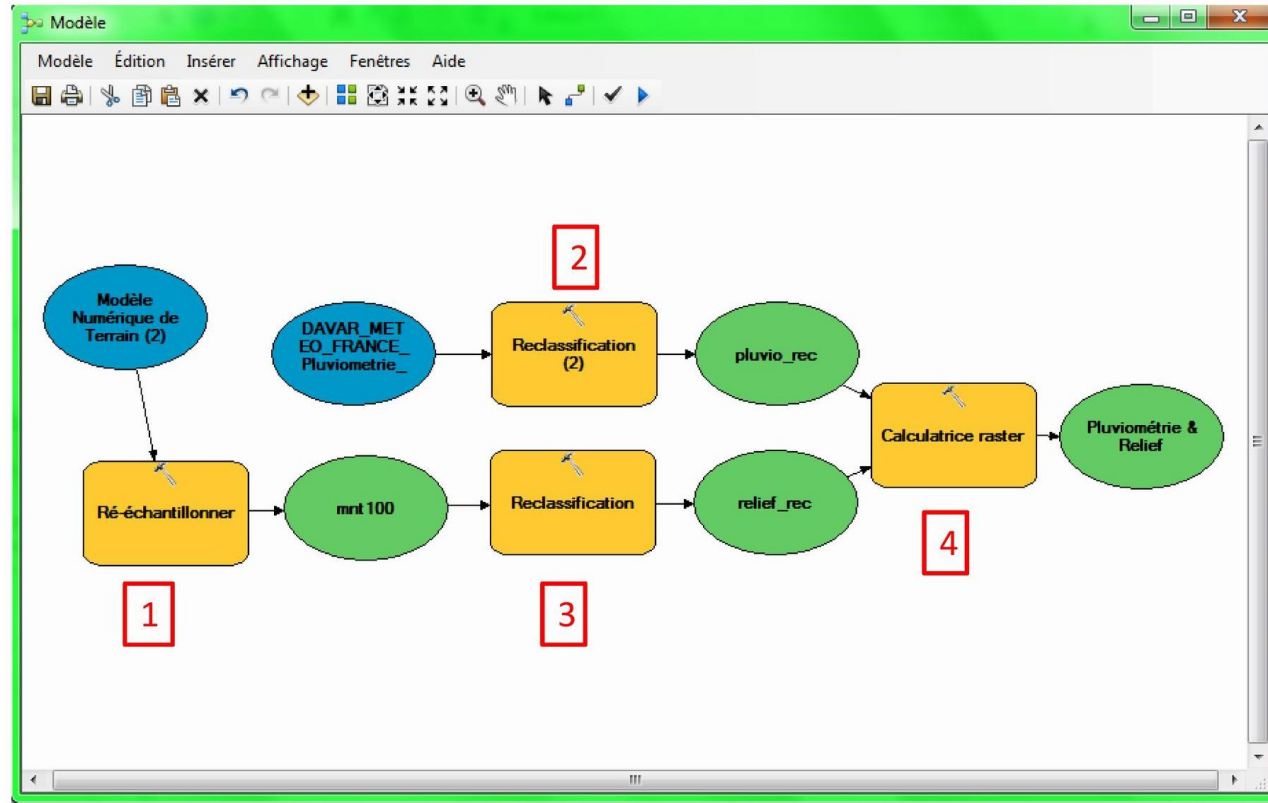 Modèle
Modèle Édition Insérer Affichage Fenêtres Aide
2
Modèle
Numérique de
Terrain (2)
DAVAR_MET
EO_FRANCE_
Pluviometrie_
Reclassification
(2)
pluvio_rec
Calculatrice raster
Pluviométrie &
Relief
Ré-échantillonner
mnt100
Reclassification
relief_rec
4
1
3